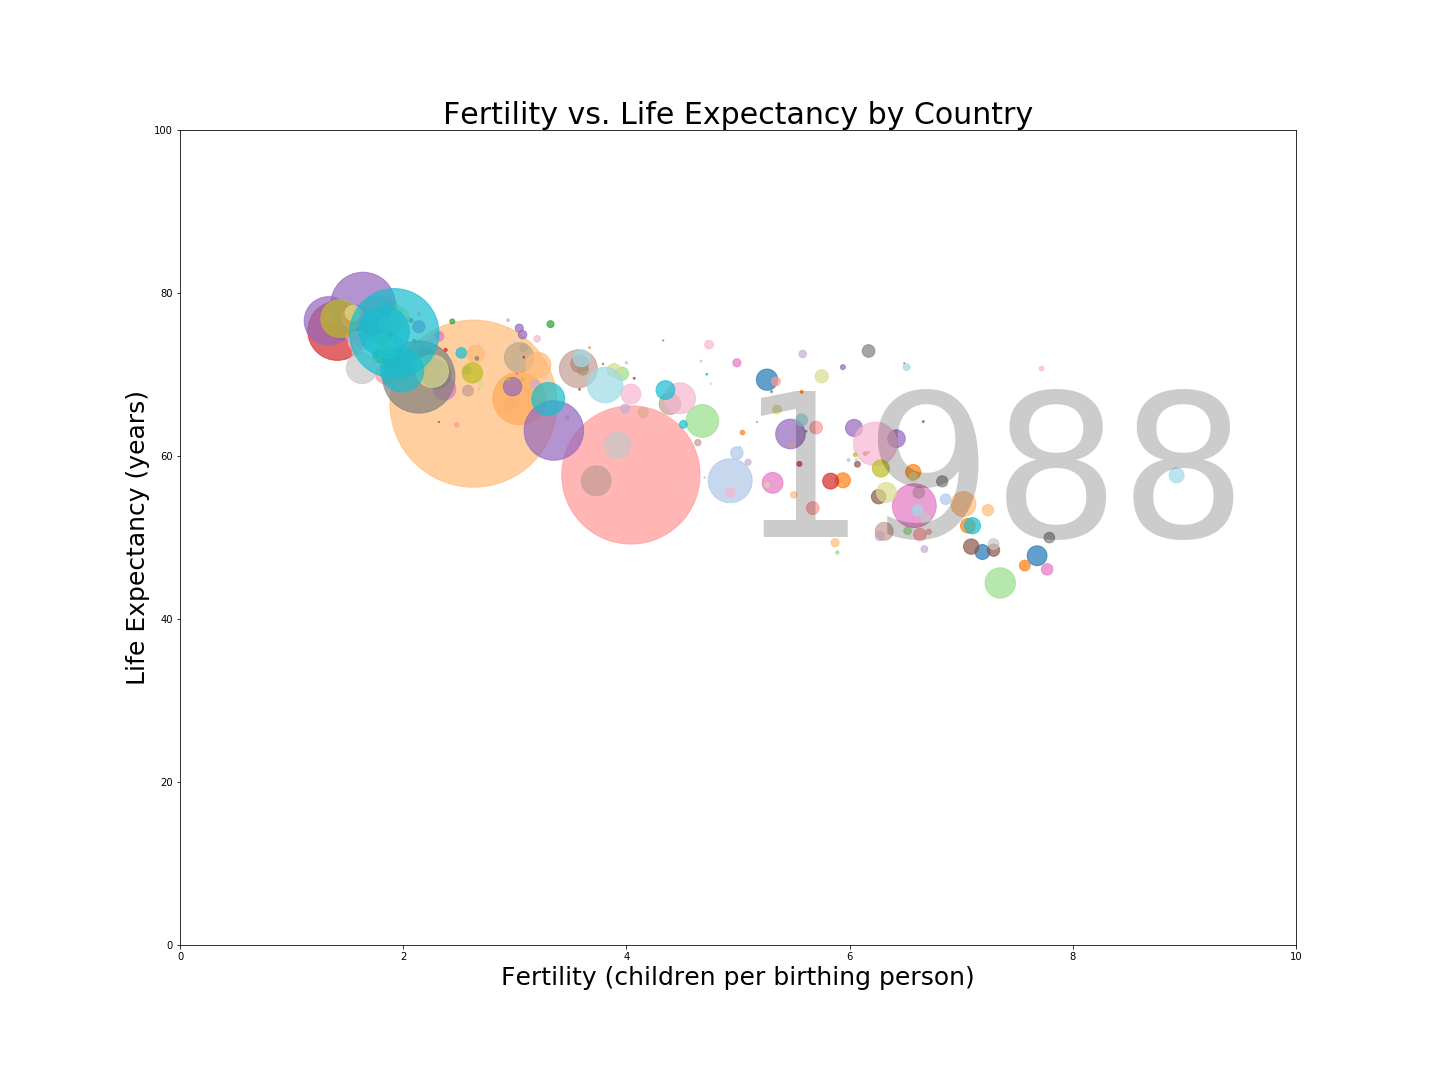 Fertility vs. Life Expectancy by Country
100
80
60
40
20
0
Life Expectancy (years)
1988
0 2 4 6 8 10
Fertility (children per birthing person)